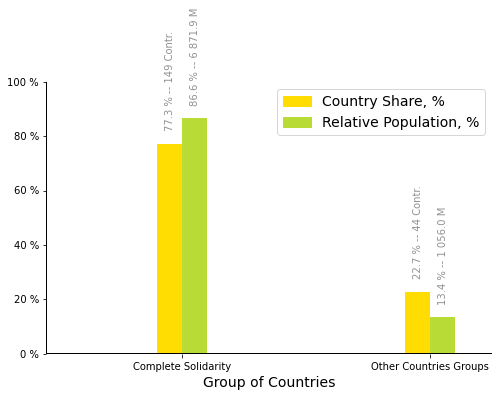 77.3 % -- 149 Contr.
86.6 % -- 6 871.9 M
100 %
80 %
60 %
40 %
20 %
0 %
Country Share, %
Relative Population, %
22.7 % -- 44 Contr.
13.4 % -- 1 056.0 M
Complete Solidarity
Other Countries Groups
Group of Countries